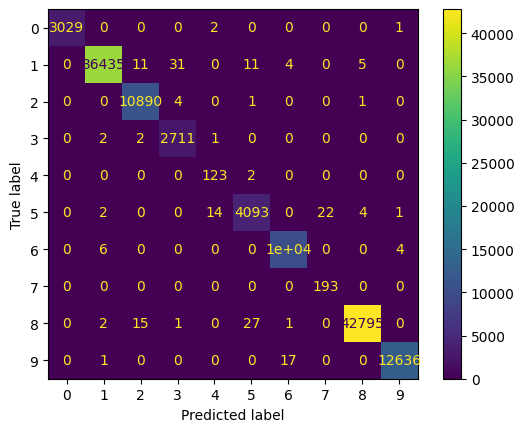 0 3029 0 0 0 2 0 0 0 0 1
1 0 36435 11 31 0 11 4 0 5 0
2 0 0 10890 4 0 1 0 0 1 0
3 0 2 2 2711 1 0 0 0 0 0
4 0 0 0 0 123 2 0 0 0 0
5 0 2 0 0 14 4093 0 22 4 1
6 0 6 0 0 0 0 1e+04 0 0 4
7 0 0 0 0 0 0 0 193 0 0
8 0 2 15 1 0 27 1 0 42795 0
9 0 1 0 0 0 0 17 0 0 12636
0 1 2 3 4 5 6 7 8 9
Predicted label
True label
40000
35000
30000
25000
20000
15000
10000
5000
0